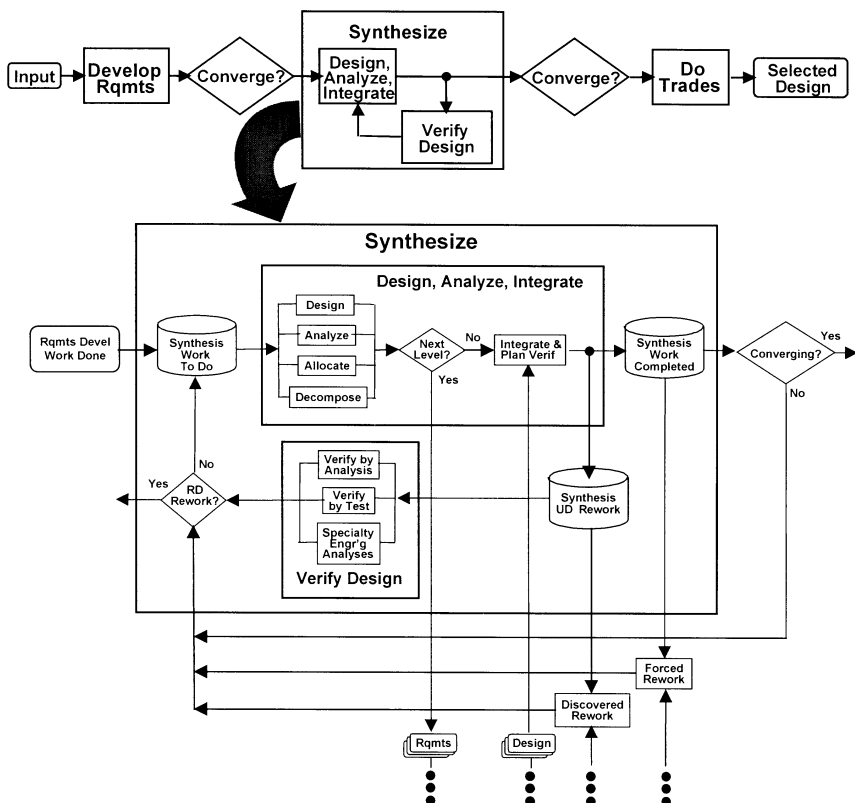 Synthesize
Input
Develop
Rqmts
Converge?
Design,
Analyze,
Integrate
Verify
Design
Converge?
Do
Trades
Selected
Design
Synthesize
Design, Analyze, Integrate
Rqmts Devel
Work Done
Synthesis
Work
To Do
Design
Analyze
Allocate
Decompose
Next
Level?
No
Yes
Integrate &
Plan Verif
Synthesis
Work
Completed
Converging?
Yes
No
No
Yes
RD
Rework?
Verify by
Analysis
Verify
by Test
Specialty
Engr'g
Analyses
Verify Design
Synthesis
UD Rework
Forced
Rework
Discovered
Rework
Rqmts
Design